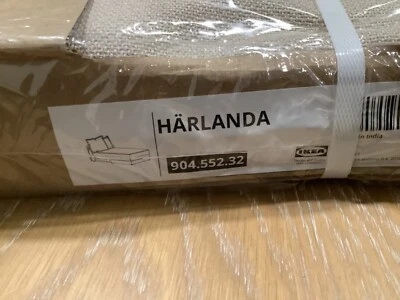 HÄRLANDA
904.552.32
IKEA
in India